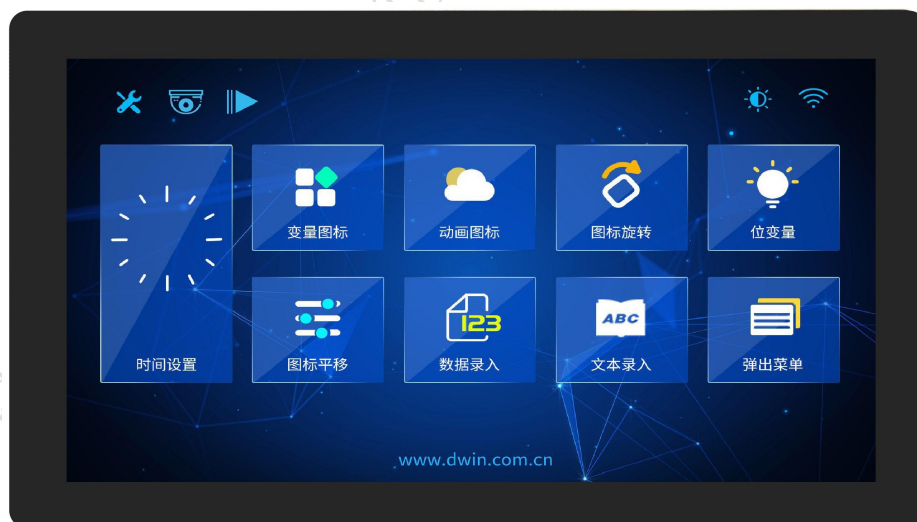 变量图标
动画图标
图标旋转
位变量
时间设置
图标平移
123
数据录入
ABC
文本录入
弹出菜单
www.dwin.com.cn